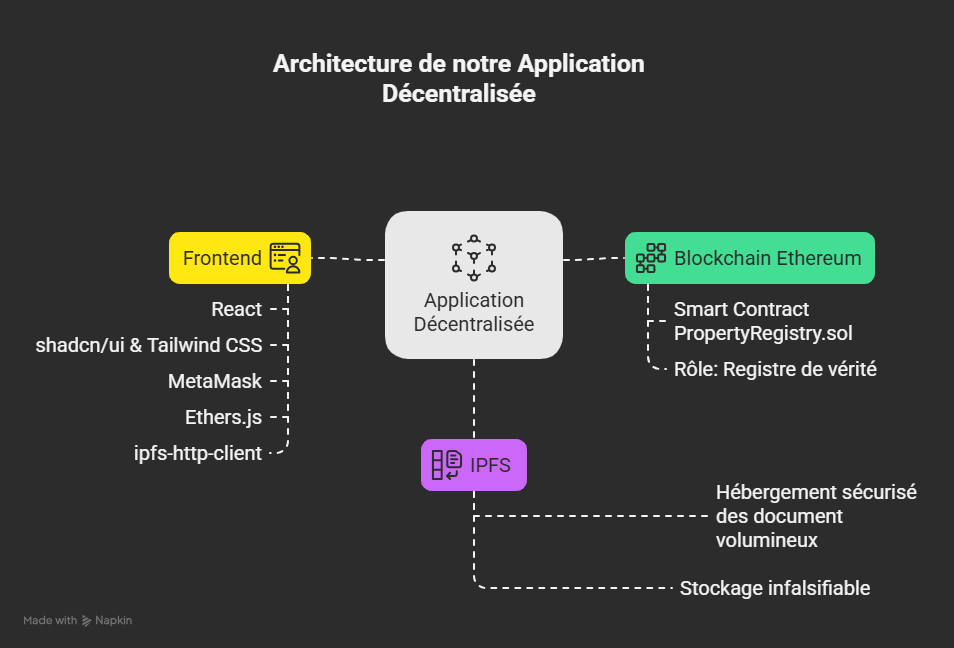 Architecture de notre Application
Décentralisée
Frontend
React
shadcn/ui & Tailwind CSS
MetaMask
Ethers.js
ipfs-http-client
Application
Décentralisée
Blockchain Ethereum
Smart Contract
PropertyRegistry.sol
Rôle: Registre de vérité
IPFS
Hébergement sécurisé
des document
volumineux
Stockage infalsifiable
Made with Napkin